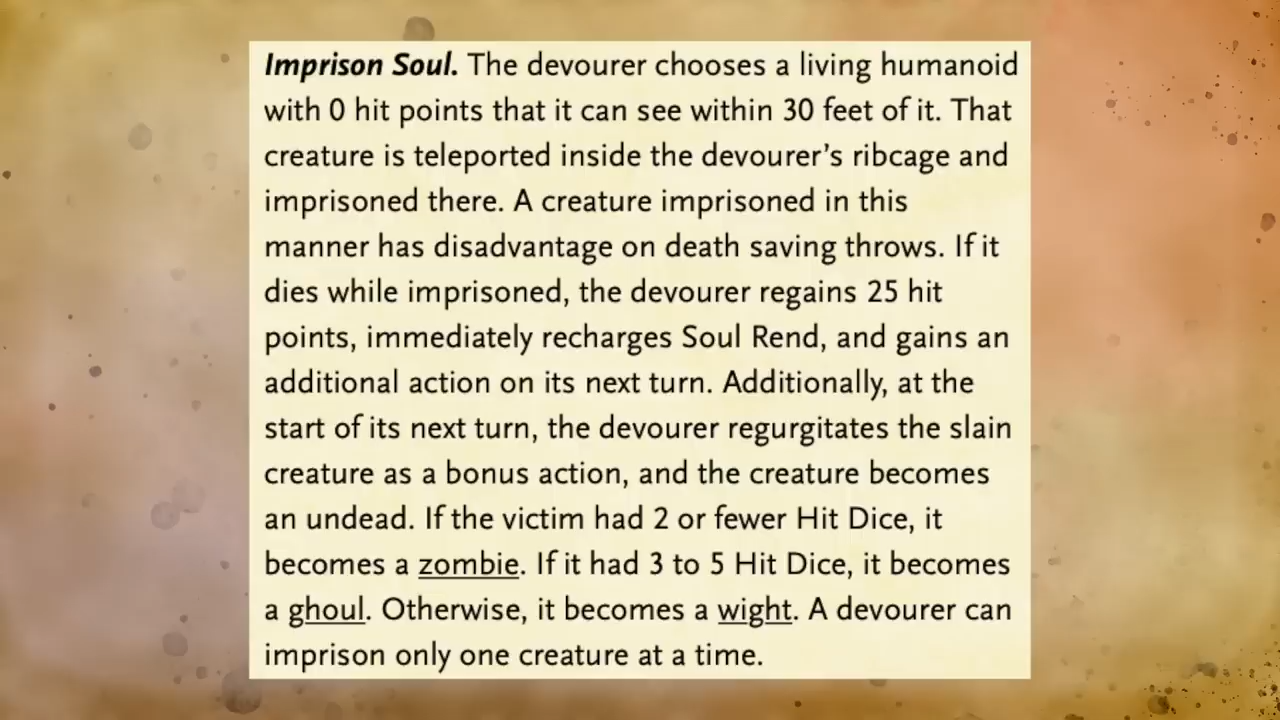 Imprison Soul. The devourer chooses a living humanoid
with 0 hit points that it can see within 30 feet of it. That
creature is teleported inside the devourer’s ribcage and
imprisoned there. A creature imprisoned in this
manner has disadvantage on death saving throws. If it
dies while imprisoned, the devourer regains 25 hit
points, immediately recharges Soul Rend, and gains an
additional action on its next turn. Additionally, at the
start of its next turn, the devourer regurgitates the slain
creature as a bonus action, and the creature becomes
an undead. If the victim had 2 or fewer Hit Dice, it
becomes a zombie. If it had 3 to 5 Hit Dice, it becomes
a ghoul. Otherwise, it becomes a wight. A devourer can
imprison only one creature at a time.